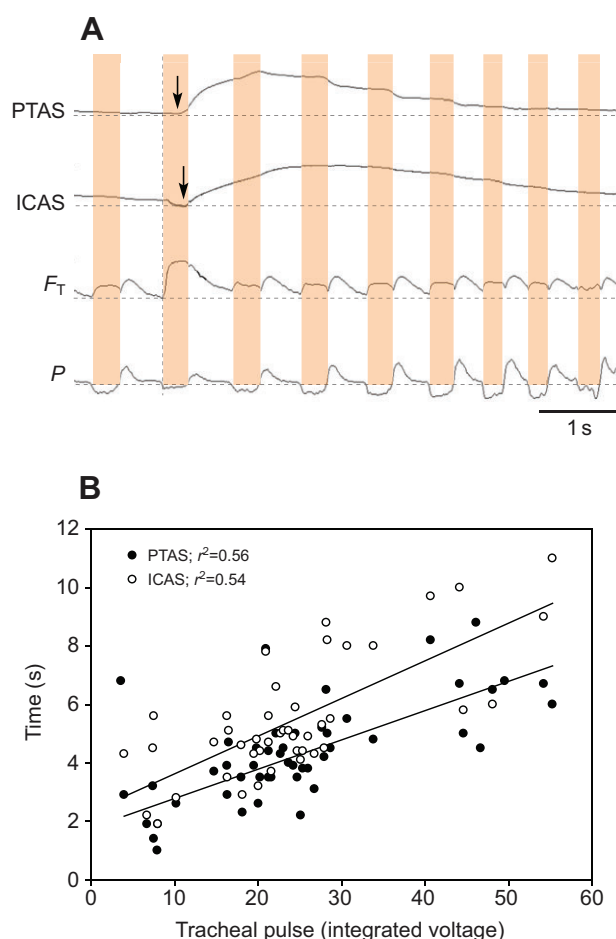 A
PTAS
ICAS
FT
P
1 s
B
12
PTAS; r2=0.56
ICAS; r2=0.54
10
8
6
4
2
0
Time (s)
0 10 20 30 40 50 60
Tracheal pulse (integrated voltage)